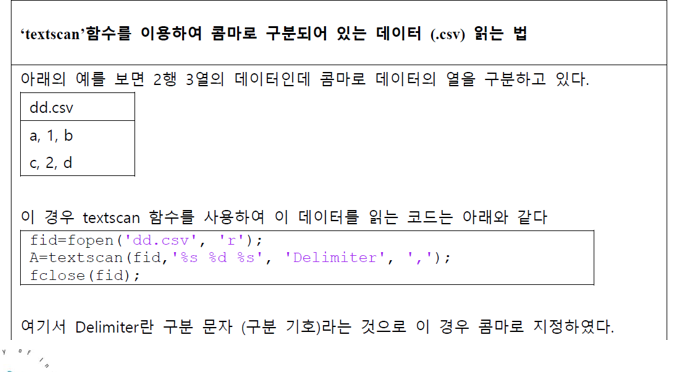 ‘textscan’함수를 이용하여 콤마로 구분되어 있는 데이터 (.csv) 읽는 법
아래의 예를 보면 2행 3열의 데이터인데 콤마로 데이터의 열을 구분하고 있다.
dd.csv
a, 1, b
c, 2, d
이 경우 textscan 함수를 사용하여 이 데이터를 읽는 코드는 아래와 같다
fid=fopen('dd.csv', 'r');
A=textscan(fid,'%s %d %s', 'Delimiter', ',');
fclose(fid);
여기서 Delimiter란 구분 문자 (구분 기호)라는 것으로 이 경우 콤마로 지정하였다.